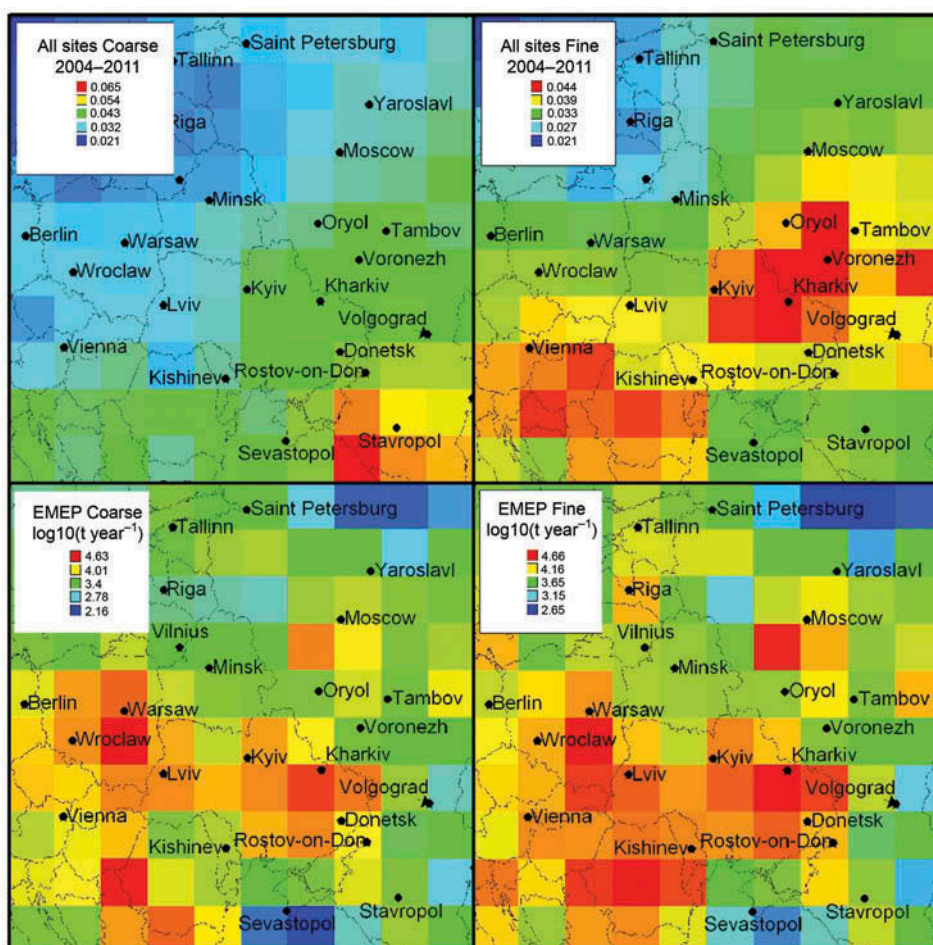 All sites Coarse
2004–2011
0.065
0.054
0.043
0.032
0.021
Saint Petersburg
Tallinn
Yaroslavl
Riga
Moscow
Minsk
Oryol
Tambov
Berlin
Warsaw
Voronezh
Wroclaw
Kyiv
Kharkiv
Lviv
Volgograd
Vienna
Donetsk
Kishinev
Rostov-on-Don
Stavropol
Sevastopol
All sites Fine
2004–2011
0.044
0.039
0.033
0.027
0.021
Saint Petersburg
Tallinn
Yaroslavl
Riga
Moscow
Minsk
Oryol
Tambov
Berlin
Warsaw
Voronezh
Wroclaw
Kyiv
Kharkiv
Lviv
Volgograd
Vienna
Donetsk
Kishinev
Rostov-on-Don
Stavropol
Sevastopol
EMEP Coarse
log10(t year⁻¹)
4.63
4.01
3.4
2.78
2.16
Saint Petersburg
Tallinn
Yaroslavl
Riga
Moscow
Vilnius
Minsk
Oryol
Tambov
Berlin
Warsaw
Voronezh
Wroclaw
Kyiv
Kharkiv
Lviv
Volgograd
Vienna
Donetsk
Kishinev
Rostov-on-Don
Stavropol
Sevastopol
EMEP Fine
log10(t year⁻¹)
4.66
4.16
3.65
3.15
2.65
Saint Petersburg
Tallinn
Yaroslavl
Riga
Moscow
Vilnius
Minsk
Oryol
Tambov
Berlin
Warsaw
Voronezh
Wroclaw
Kyiv
Kharkiv
Lviv
Volgograd
Vienna
Donetsk
Kishinev
Rostov-on-Don
Stavropol
Sevastopol